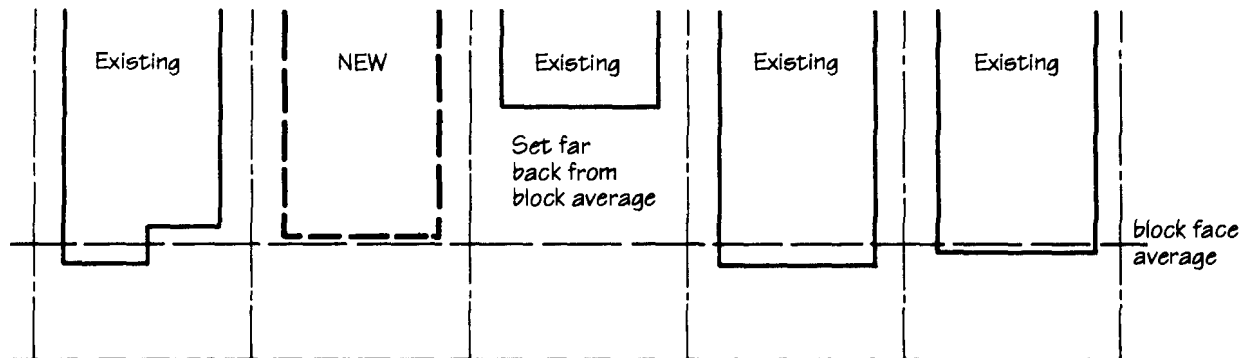 Existing
NEW
Existing
Existing
Existing
Set far
back from
block average
block face
average